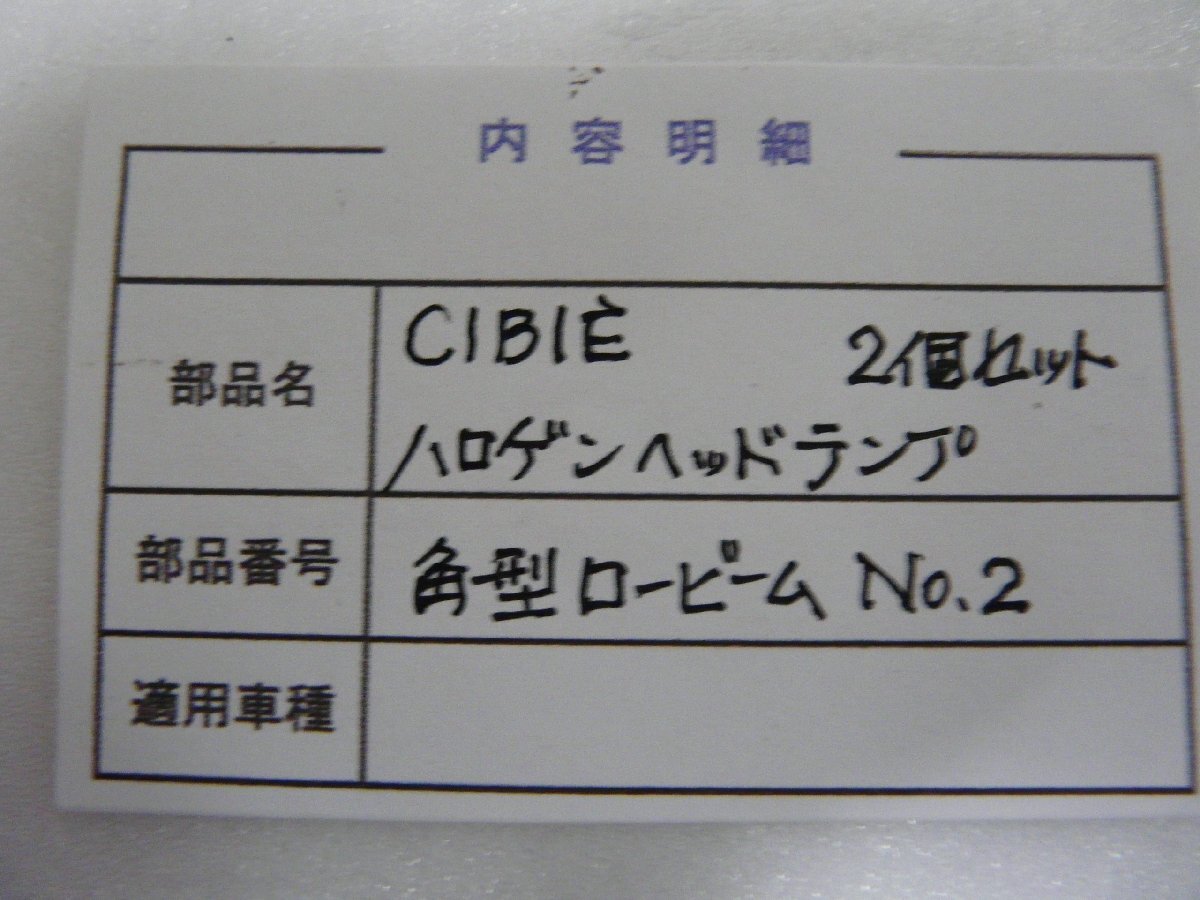 内容明細
部品名
CIBIÈ 2個セット
ハロゲンヘッドランプ
部品番号
角型ロービーム No.2
適用車種